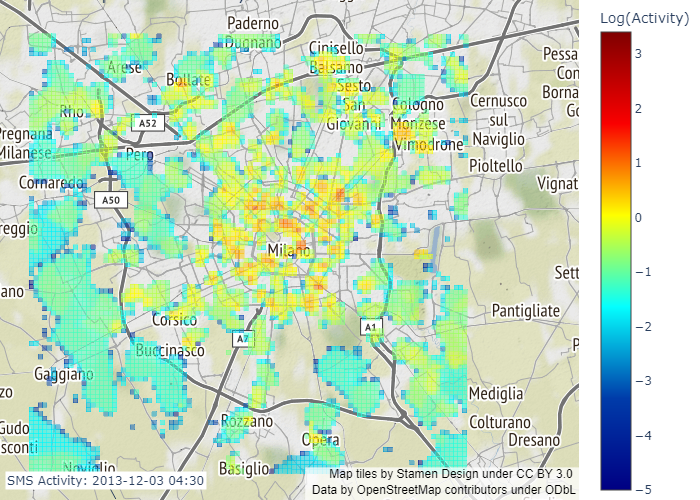 Paderno
Dugnano
Cinisello
Balsamo
Arese
Bollate
Sesto
San
Giovanni
Cologno
Monzese
Vimodrone
Cernusco
sul
Naviglio
Pessa
Con
Borna
Go
Rho
A52
Pregnana
Milanese
Pero
Pioltello
Cornaredo
A50
Vignat
reggio
Milano
Sett
ano
Pantigliate
Corsico
A7
A1
P
Buccinasco
Gaggiano
zo
Mediglia
Rozzano
Colturano
Dresano
Gudo
sconti
Opera
Noviglio
Basiglio
SMS Activity: 2013-12-03 04:30
Map tiles by Stamen Design under CC BY 3.0
Data by OpenStreetMap contributors under ODbL
Log(Activity)
3
2
1
0
−1
−2
−3
−4
−5